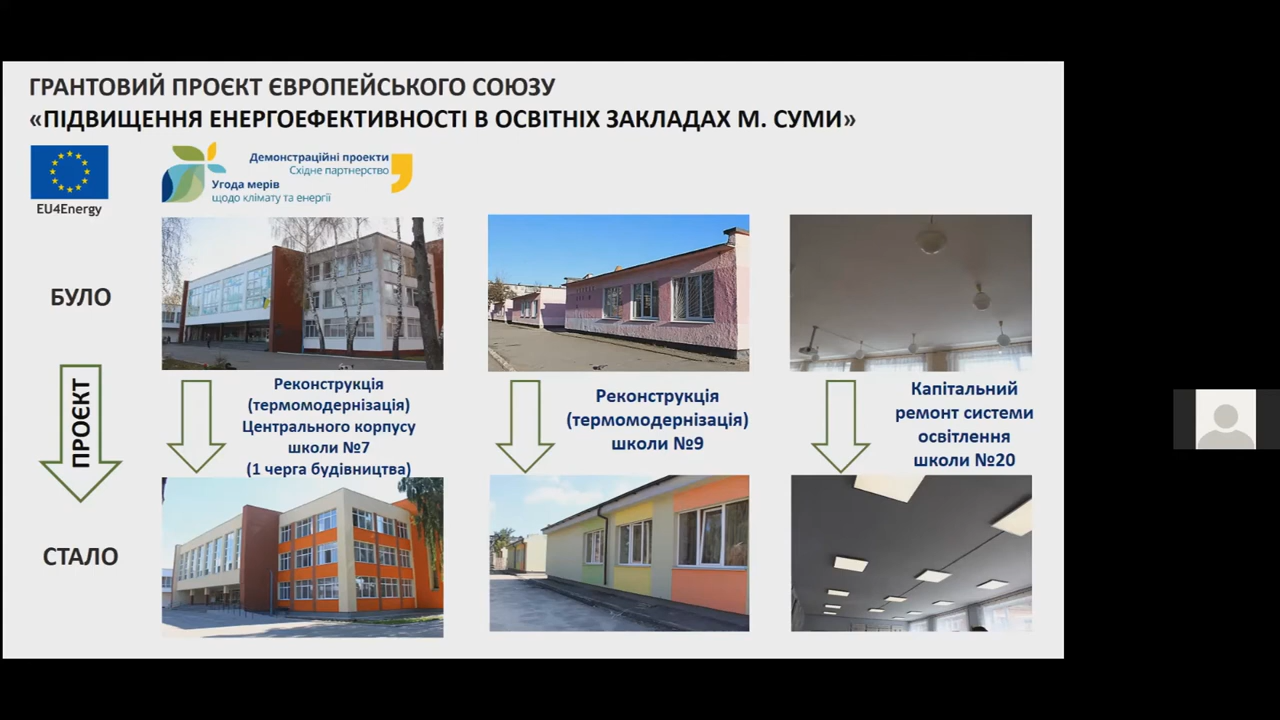 ГРАНТОВИЙ ПРОЄКТ ЄВРОПЕЙСЬКОГО СОЮЗУ
«ПІДВИЩЕННЯ ЕНЕРГОЕФЕКТИВНОСТІ В ОСВІТНІХ ЗАКЛАДАХ М. СУМИ»
EU4Energy
Демонстраційні проекти
Східне партнерство
Угода мерів
щодо клімату та енергії
БУЛО
ПРОЄКТ
СТАЛО
Реконструкція
(термомодернізація)
Центрального корпусу
школи №7
(1 черга будівництва)
Реконструкція
(термомодернізація)
школи №9
Капітальний
ремонт системи
освітлення
школи №20